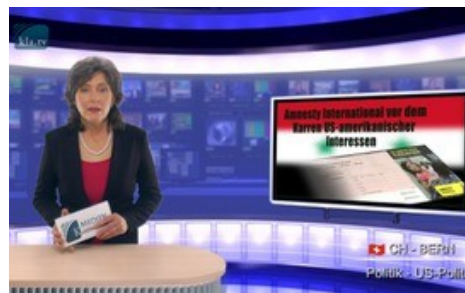 kla.tv
Amnesty International vor dem
Karren US-amerikanischer
Interessen
CH - BERN
Politik - US-Polit